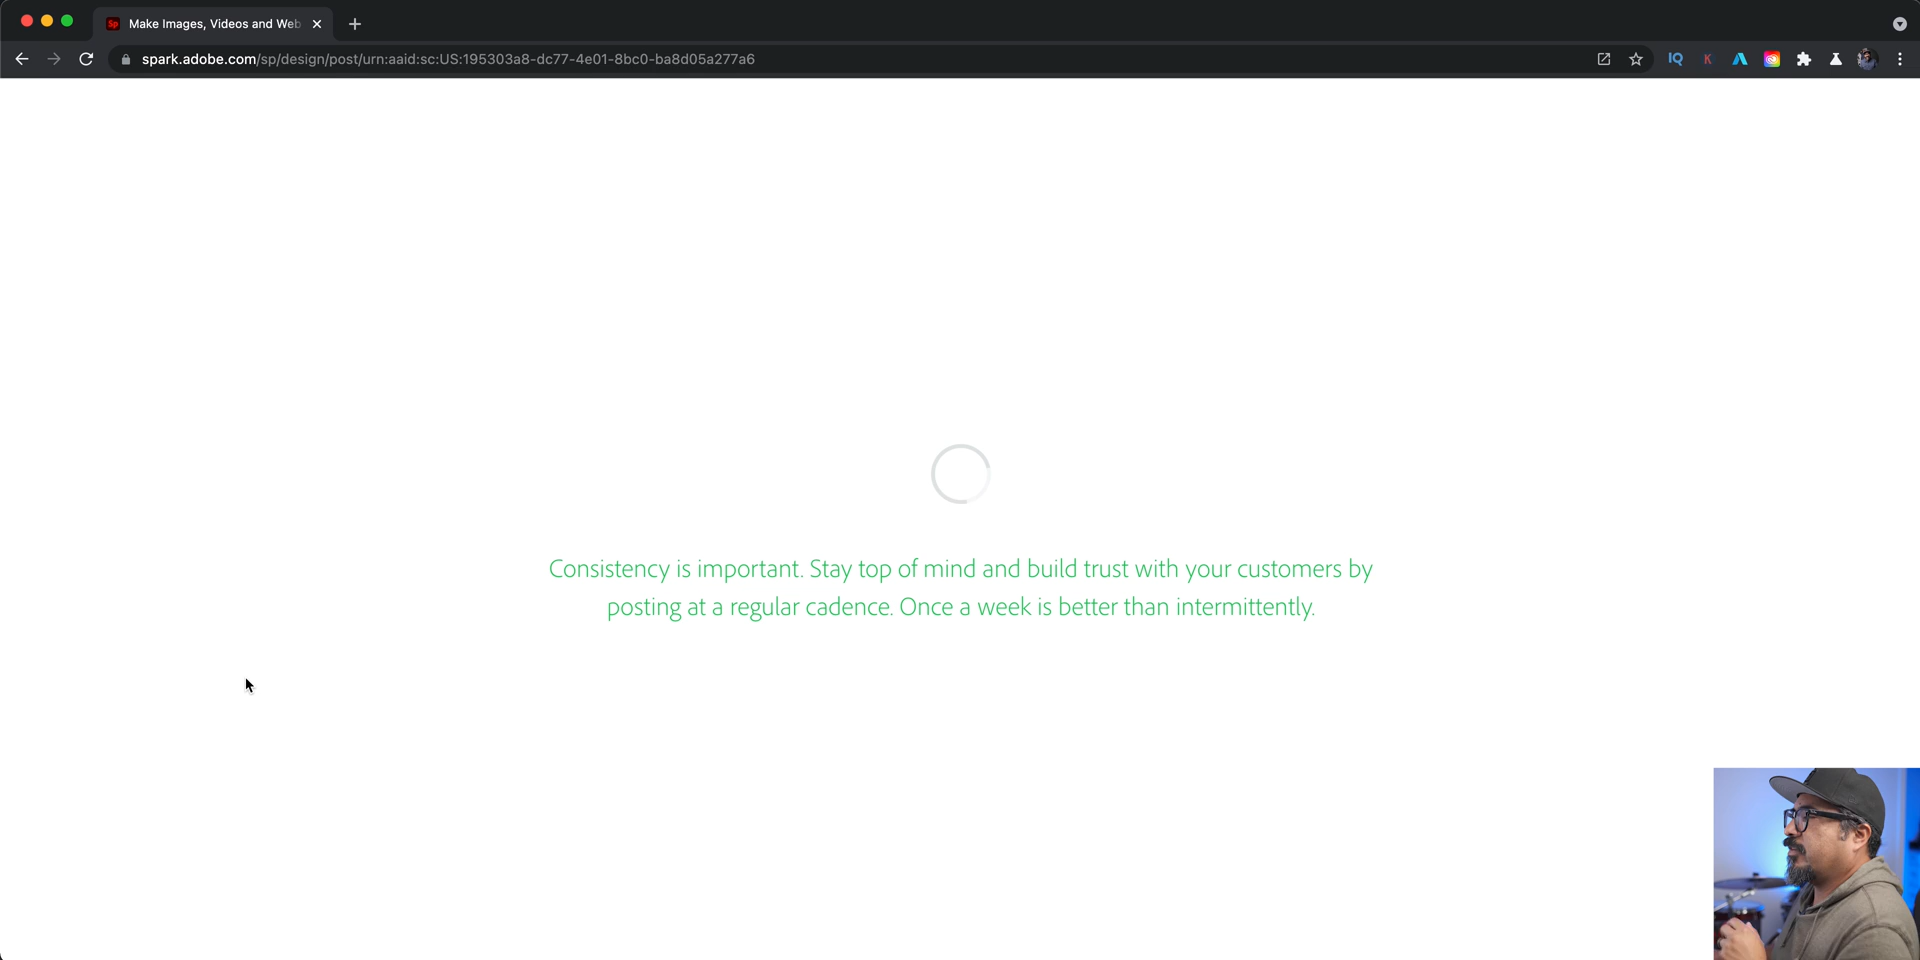 Sp Make Images, Videos and Web
spark.adobe.com/sp/design/post/urn:aaid:sc:US:195303a8-dc77-4e01-8bc0-ba8d05a277a6
IQ K
Consistency is important. Stay top of mind and build trust with your customers by
posting at a regular cadence. Once a week is better than intermittently.